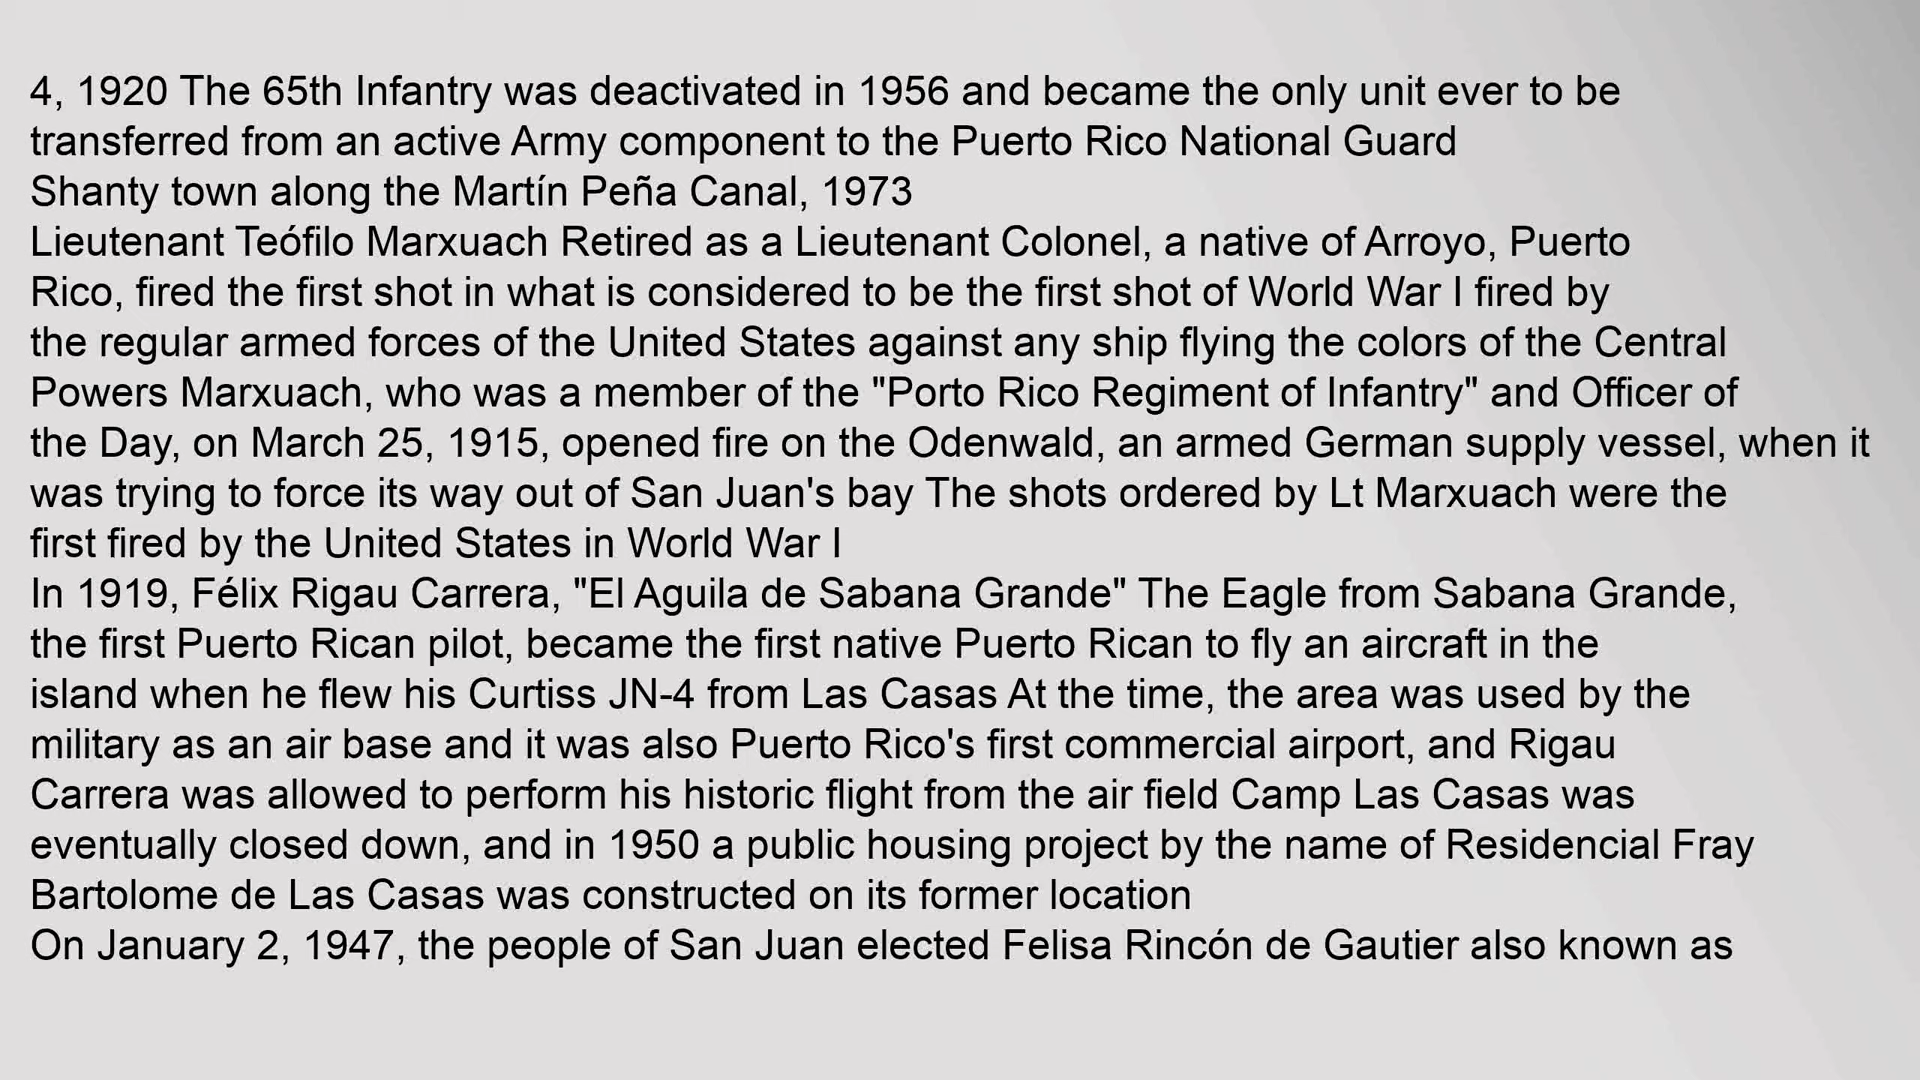 4, 1920 The 65th Infantry was deactivated in 1956 and became the only unit ever to be
transferred from an active Army component to the Puerto Rico National Guard
Shanty town along the Martín Peña Canal, 1973
Lieutenant Teófilo Marxuach Retired as a Lieutenant Colonel, a native of Arroyo, Puerto
Rico, fired the first shot in what is considered to be the first shot of World War I fired by
the regular armed forces of the United States against any ship flying the colors of the Central
Powers Marxuach, who was a member of the "Porto Rico Regiment of Infantry" and Officer of
the Day, on March 25, 1915, opened fire on the Odenwald, an armed German supply vessel, when it
was trying to force its way out of San Juan's bay The shots ordered by Lt Marxuach were the
first fired by the United States in World War I
In 1919, Félix Rigau Carrera, "El Aguila de Sabana Grande" The Eagle from Sabana Grande,
the first Puerto Rican pilot, became the first native Puerto Rican to fly an aircraft in the
island when he flew his Curtiss JN-4 from Las Casas At the time, the area was used by the
military as an air base and it was also Puerto Rico's first commercial airport, and Rigau
Carrera was allowed to perform his historic flight from the air field Camp Las Casas was
eventually closed down, and in 1950 a public housing project by the name of Residencial Fray
Bartolome de Las Casas was constructed on its former location
On January 2, 1947, the people of San Juan elected Felisa Rincón de Gautier also known as